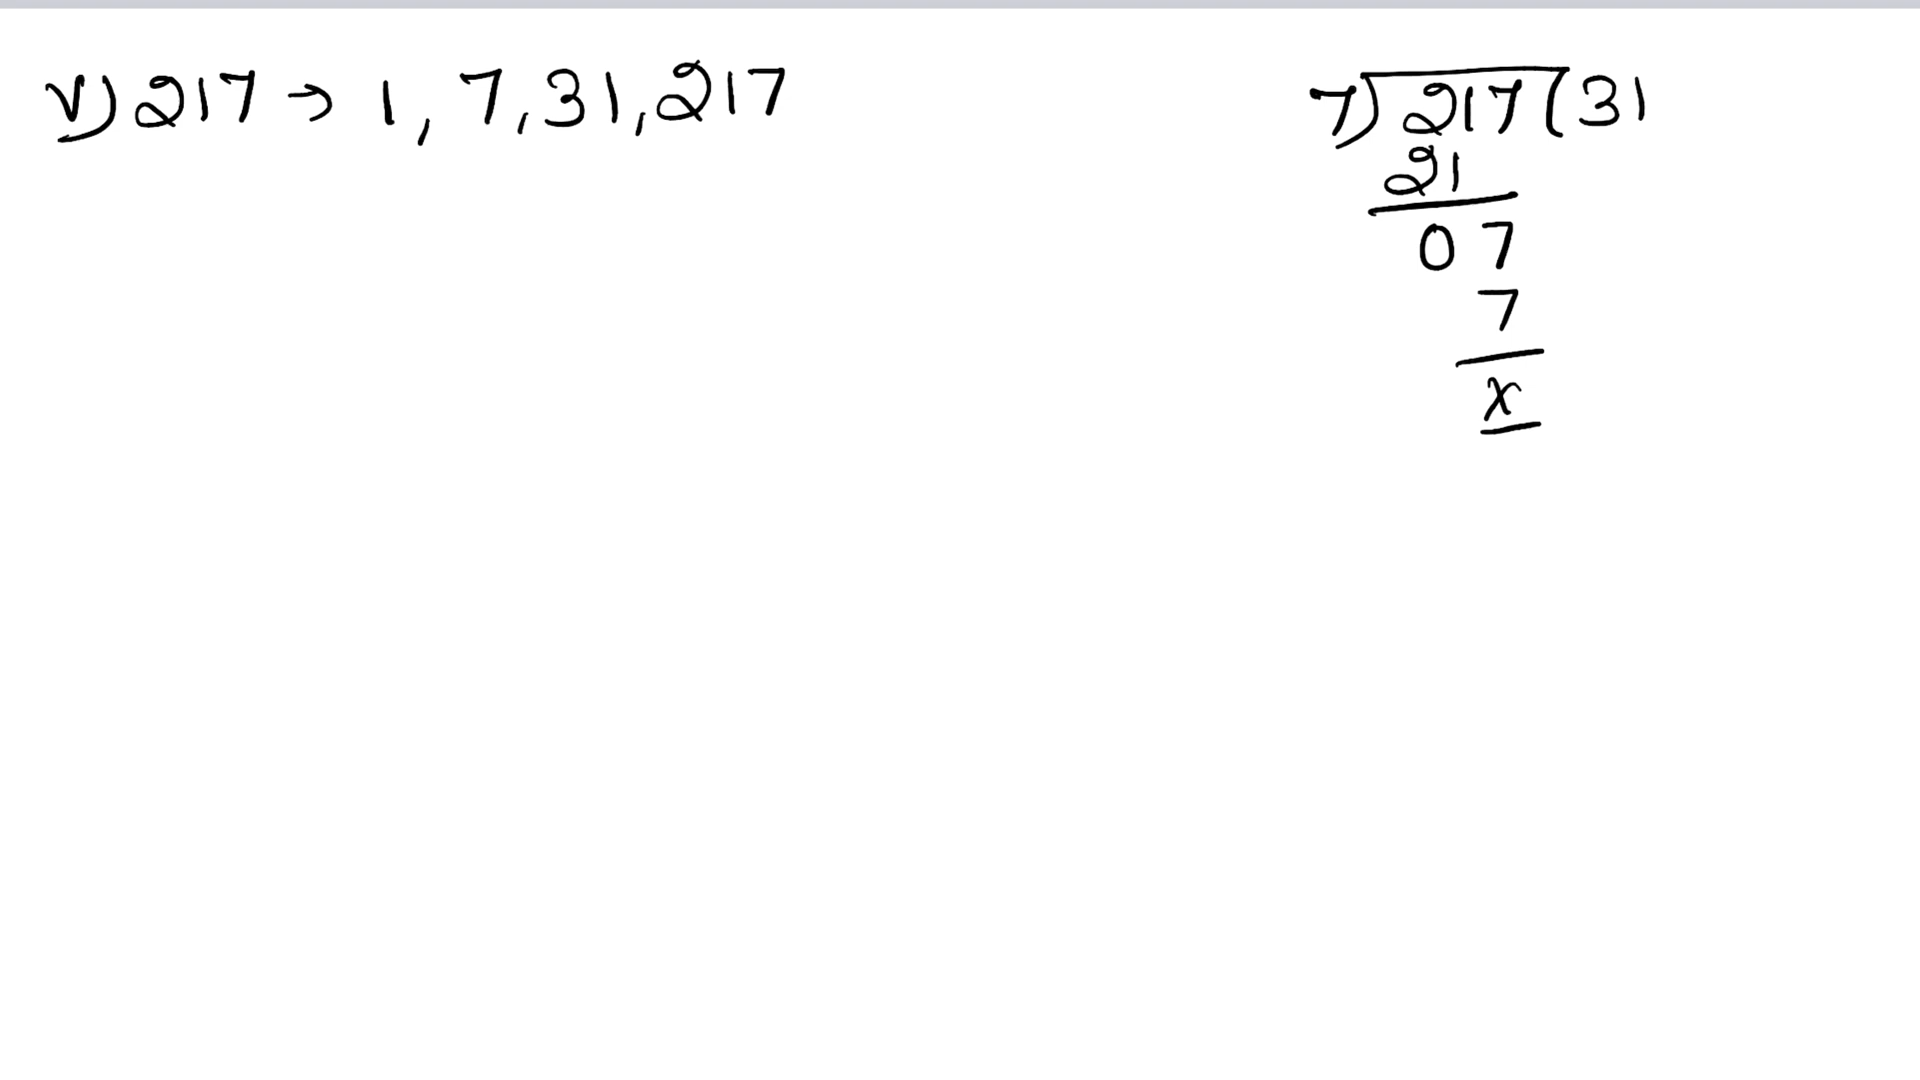 v) 217 → 1, 7, 31, 217
7) 217 ( 31
21
07
7
x